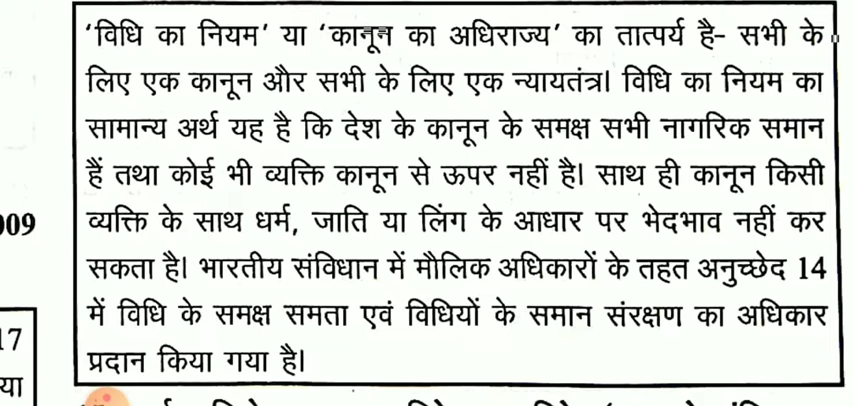 ‘विधि का नियम’ या ‘कानून का अधिराज्य’ का तात्पर्य है- सभी के
लिए एक कानून और सभी के लिए एक न्यायतंत्र। विधि का नियम का
सामान्य अर्थ यह है कि देश के कानून के समक्ष सभी नागरिक समान
हैं तथा कोई भी व्यक्ति कानून से ऊपर नहीं है। साथ ही कानून किसी
व्यक्ति के साथ धर्म, जाति या लिंग के आधार पर भेदभाव नहीं कर
सकता है। भारतीय संविधान में मौलिक अधिकारों के तहत अनुच्छेद 14
में विधि के समक्ष समता एवं विधियों के समान संरक्षण का अधिकार
प्रदान किया गया है।
009
17
या